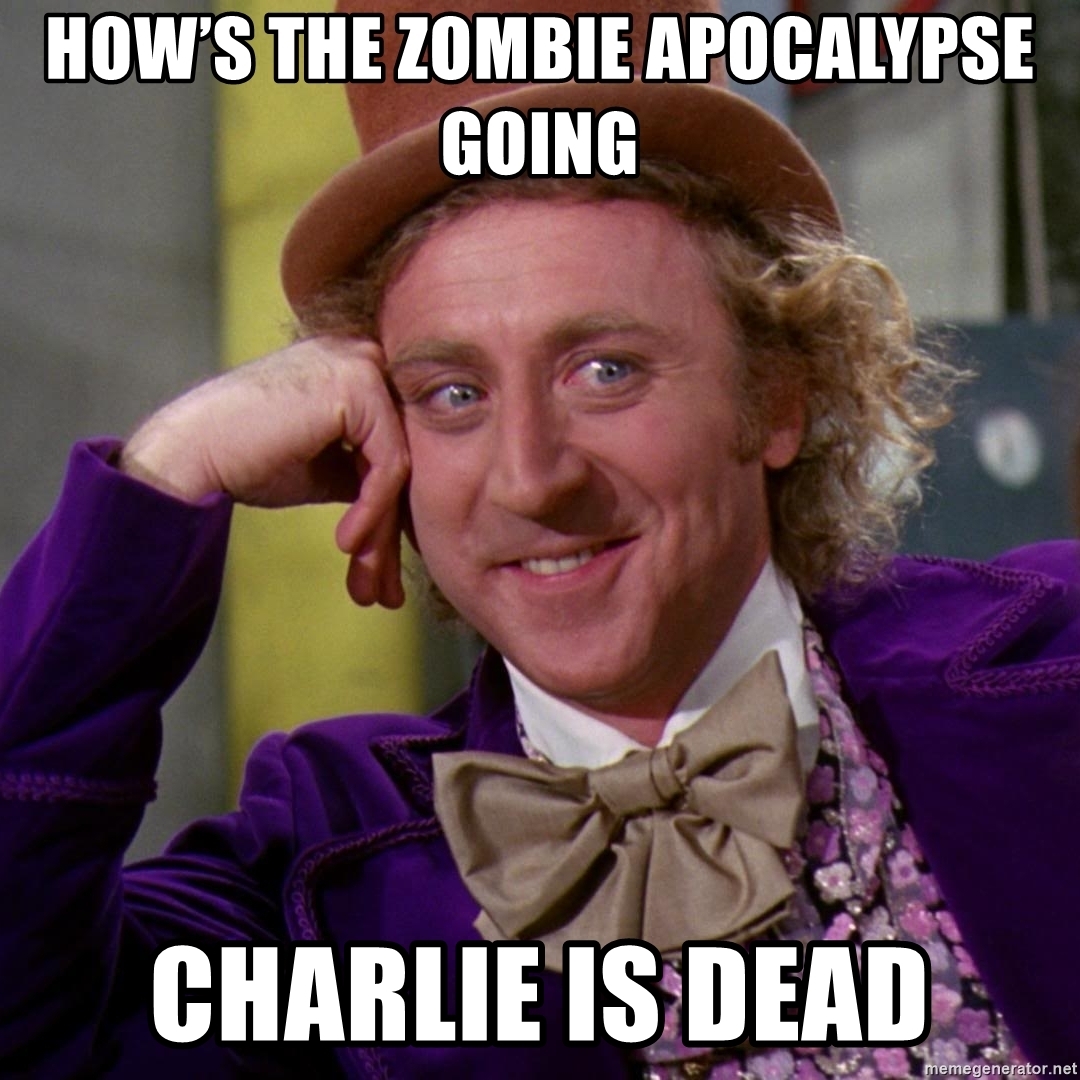 HOW’S THE ZOMBIE APOCALYPSE
GOING
CHARLIE IS DEAD
memegenerator.net